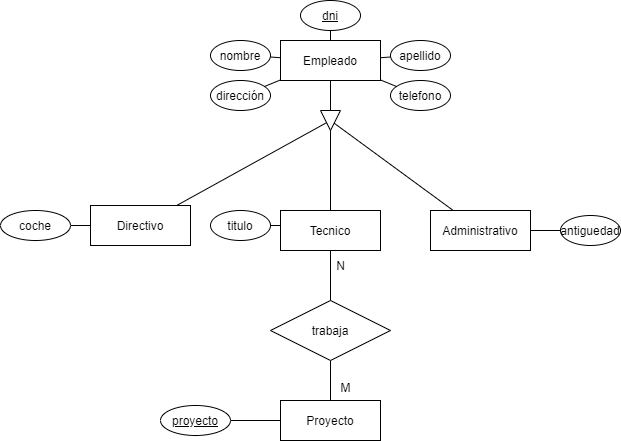 dni
nombre
Empleado
apellido
dirección
telefono
coche
Directivo
titulo
Tecnico
Administrativo
antiguedad
N
trabaja
M
proyecto
Proyecto